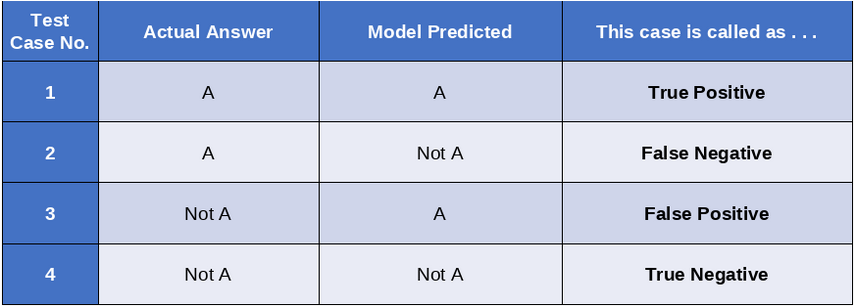 Test Case No. Actual Answer Model Predicted This case is called as . . .
1 A A True Positive
2 A Not A False Negative
3 Not A A False Positive
4 Not A Not A True Negative